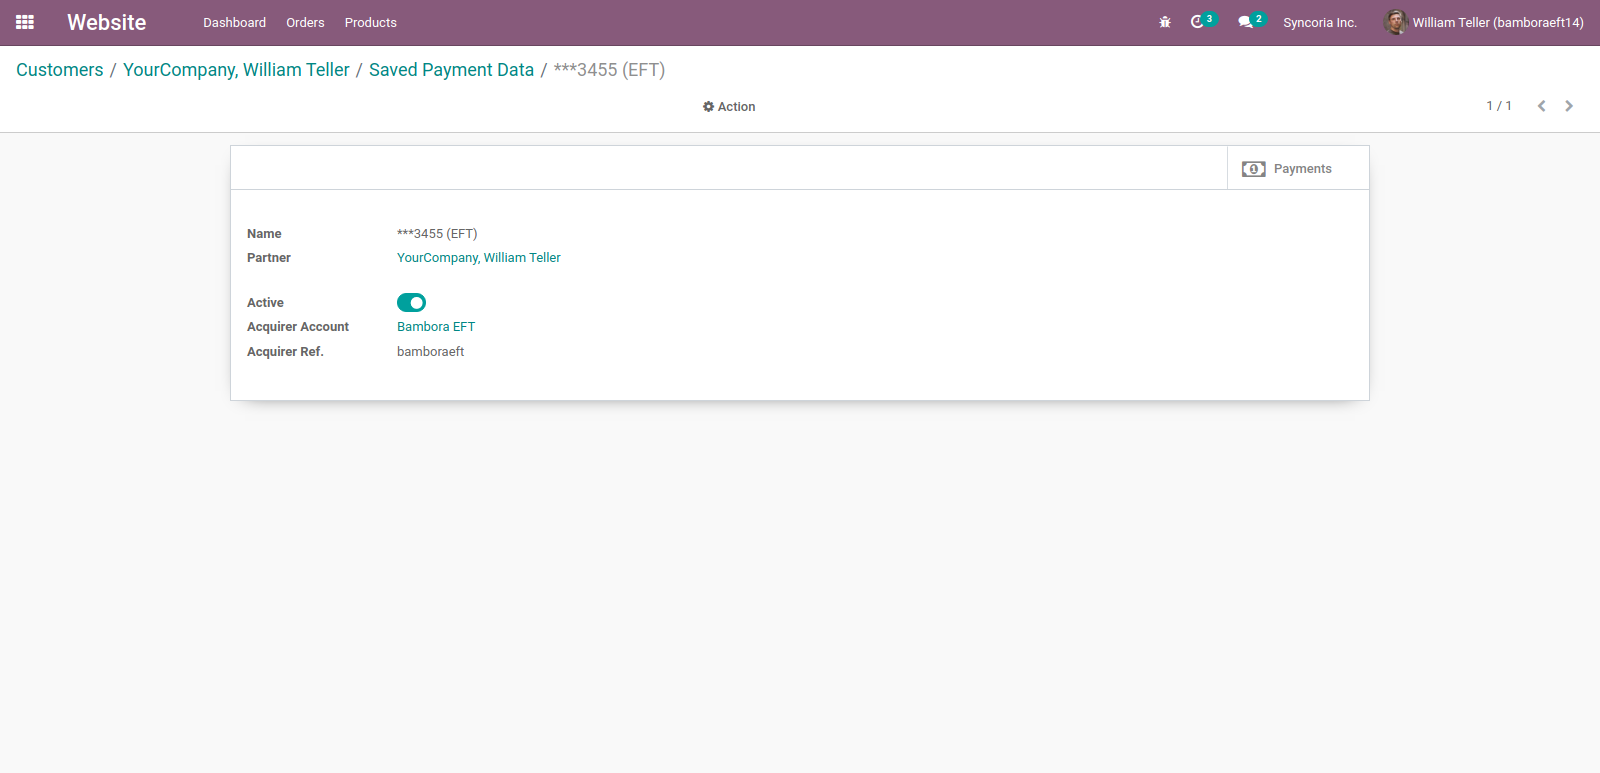 Website Dashboard Orders Products 3 2 Syncoria Inc. William Teller (bamboraeft14)
Customers / YourCompany, William Teller / Saved Payment Data / ***3455 (EFT)
Action 1 / 1
1 Payments
Name ***3455 (EFT)
Partner YourCompany, William Teller
Active
Acquirer Account Bambora EFT
Acquirer Ref. bamboraeft